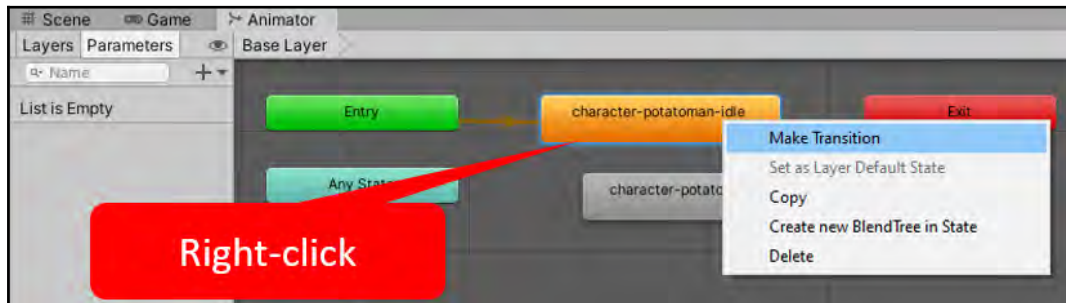 Scene Game Animator
Layers Parameters Base Layer
Name
List is Empty
Entry
character-potatoman-idle
Exit
Make Transition
Set as Layer Default State
Any State
character-potato
Copy
Create new BlendTree in State
Delete
Right-click